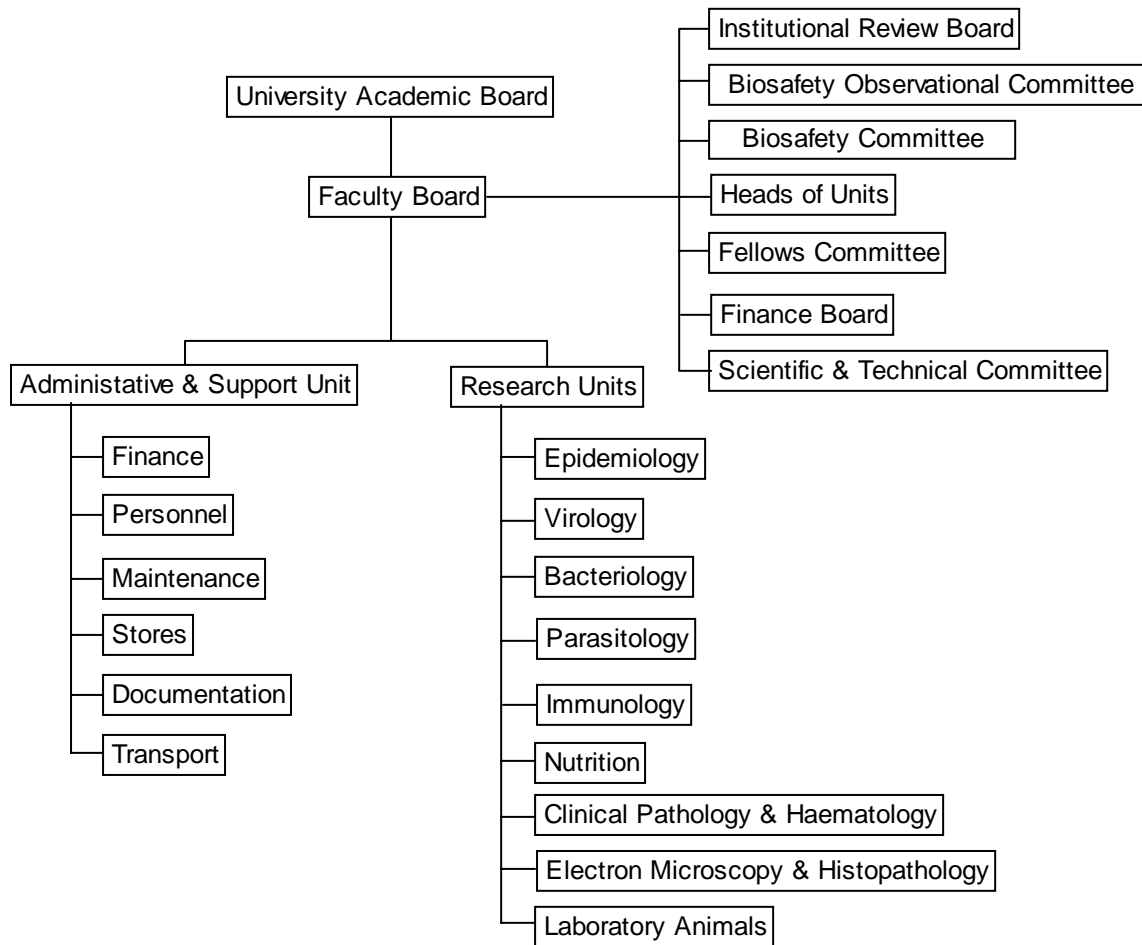 University Academic Board
Faculty Board
Institutional Review Board
Biosafety Observational Committee
Biosafety Committee
Heads of Units
Fellows Committee
Finance Board
Scientific & Technical Committee
Administative & Support Unit
Finance
Personnel
Maintenance
Stores
Documentation
Transport
Research Units
Epidemiology
Virology
Bacteriology
Parasitology
Immunology
Nutrition
Clinical Pathology & Haematology
Electron Microscopy & Histopathology
Laboratory Animals